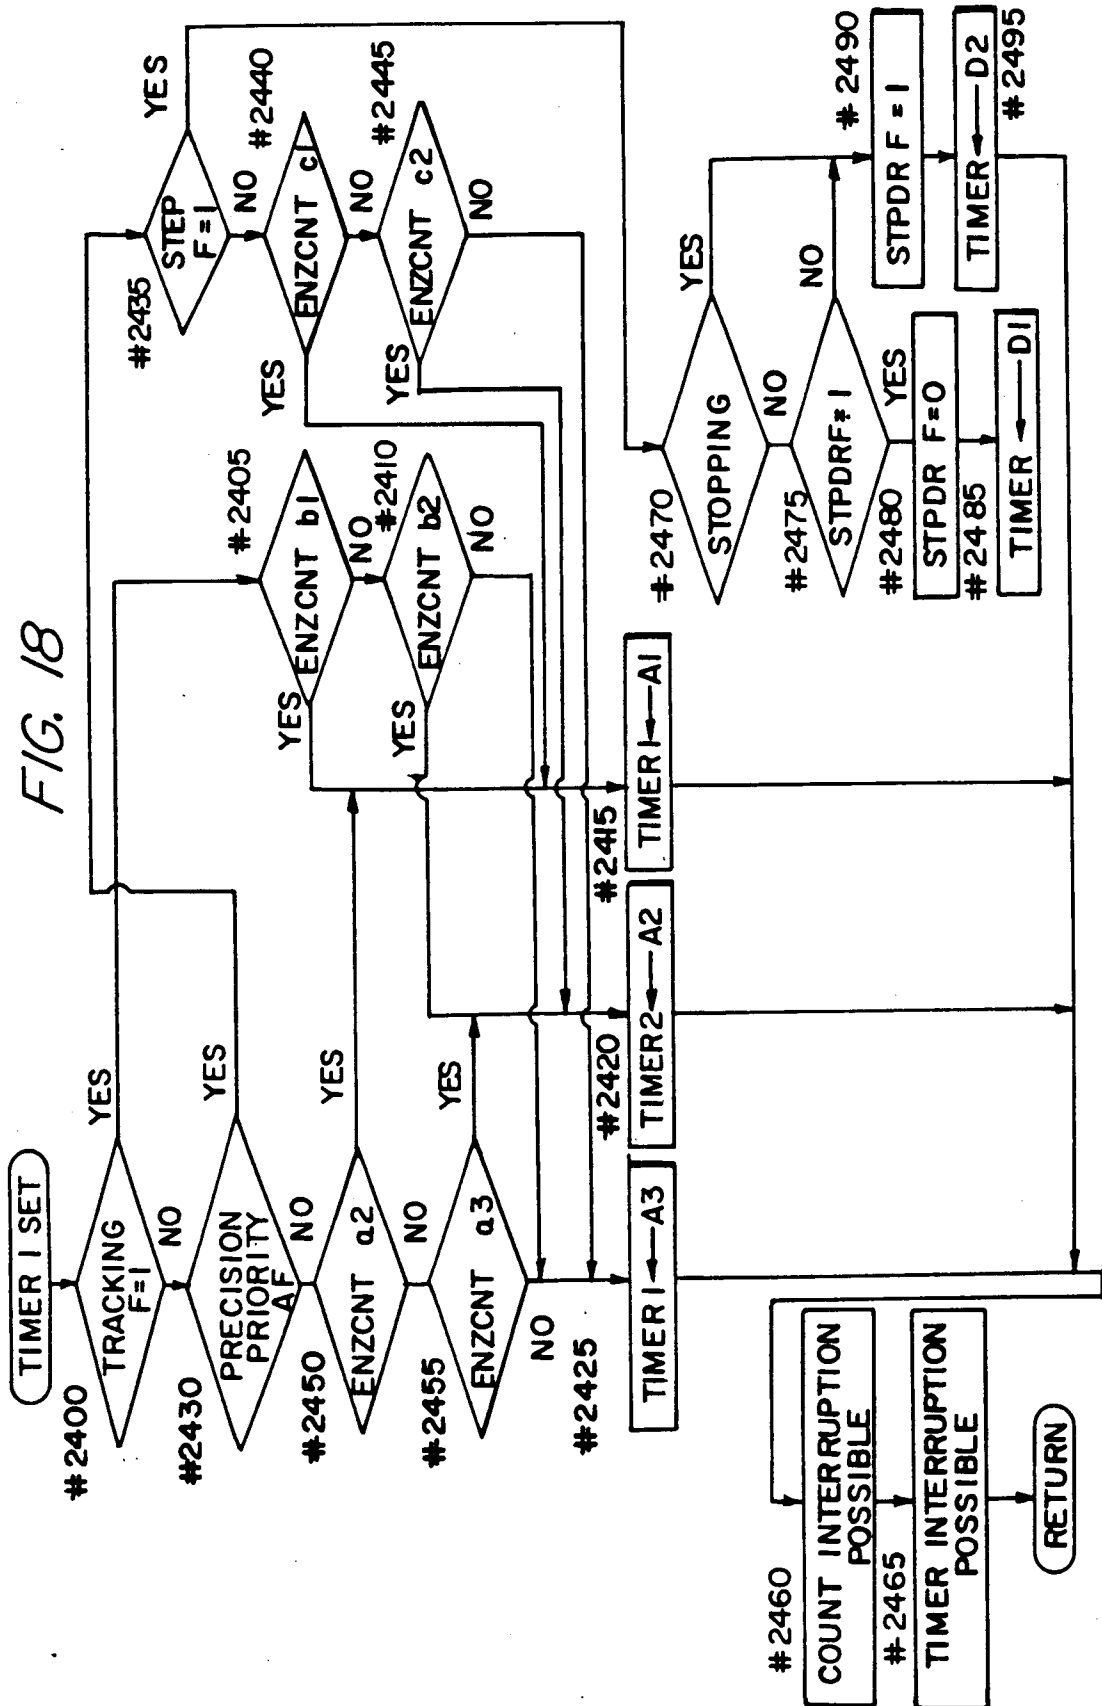 FIG. 18
TIMER 1 SET
#2400
TRACKING
F=1
YES
NO
#2430
PRECISION
PRIORITY
AF
YES
NO
#2450
ENZCNT a2
YES
NO
#2455
ENZCNT a3
YES
NO
#2425
TIMER1←A3
#2405
ENZCNT b1
YES
NO
#2410
ENZCNT b2
YES
NO
#2420
TIMER2←A2
#2415
TIMER1←A1
#2435
STEP
F=1
YES
NO
#2440
ENZCNT c1
YES
NO
#2445
ENZCNT c2
YES
NO
#2470
STOPPING
YES
NO
#2475
STPDRF=1
NO
YES
#2480
STPDR F=0
#2485
TIMER←D1
#2490
STPDR F=1
TIMER←D2
#2495
#2460
COUNT INTERRUPTION
POSSIBLE
#2465
TIMER INTERRUPTION
POSSIBLE
RETURN